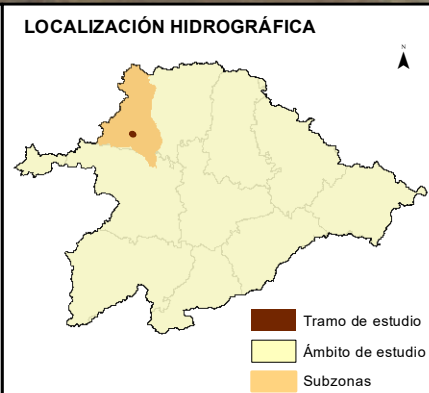 LOCALIZACIÓN HIDROGRÁFICA
N
Tramo de estudio
Ámbito de estudio
Subzonas